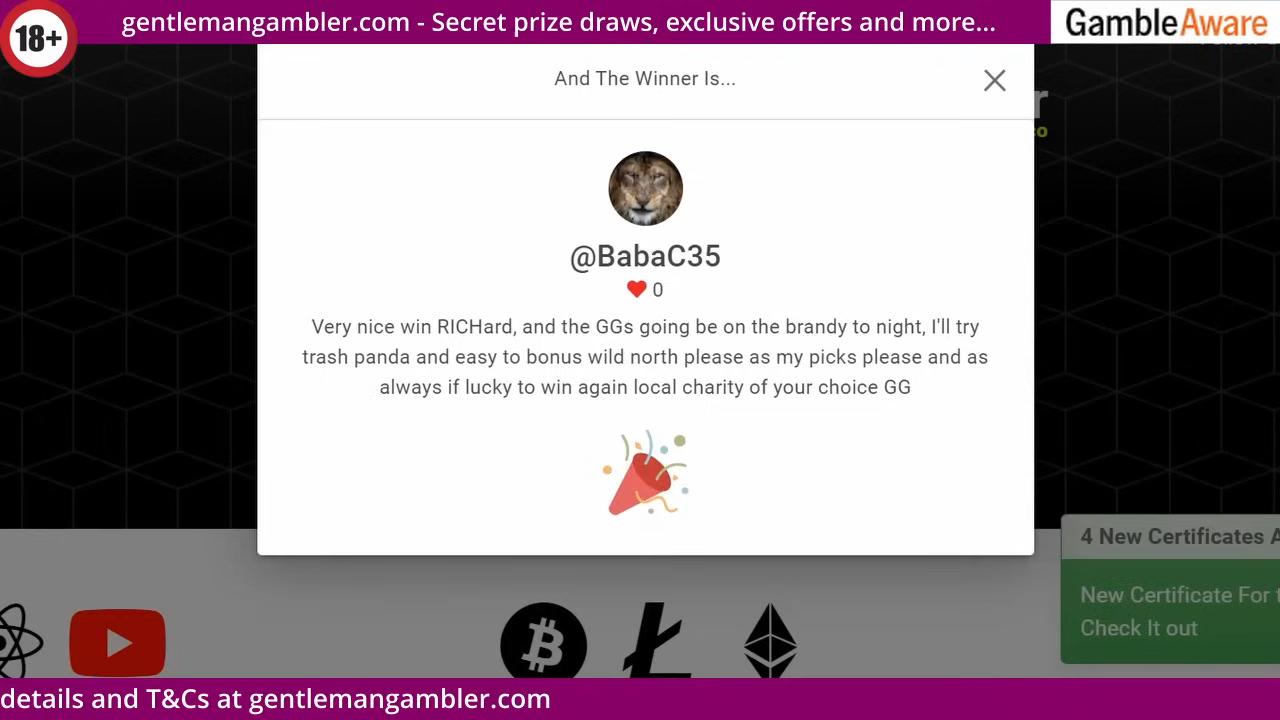 18+
gentlemangambler.com - Secret prize draws, exclusive offers and more...
GambleAware
And The Winner Is...
@BabaC35
0
Very nice win RICHard, and the GGs going be on the brandy to night, I'll try
trash panda and easy to bonus wild north please as my picks please and as
always if lucky to win again local charity of your choice GG
4 New Certificates A
New Certificate For
Check It out
details and T&Cs at gentlemangambler.com